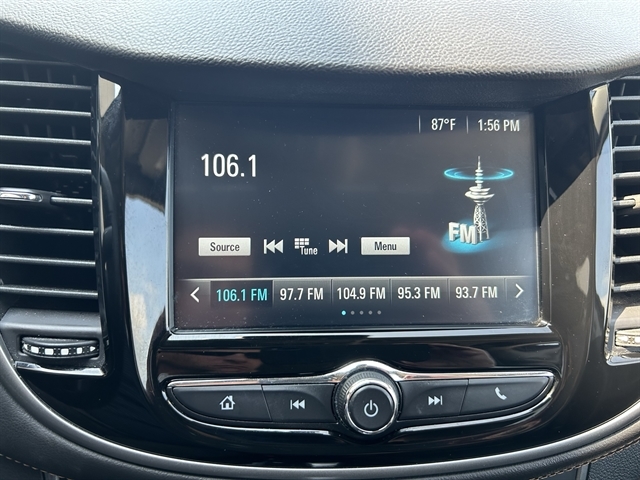 87°F 1:56 PM
106.1
FM
Source Tune Menu
106.1 FM 97.7 FM 104.9 FM 95.3 FM 93.7 FM